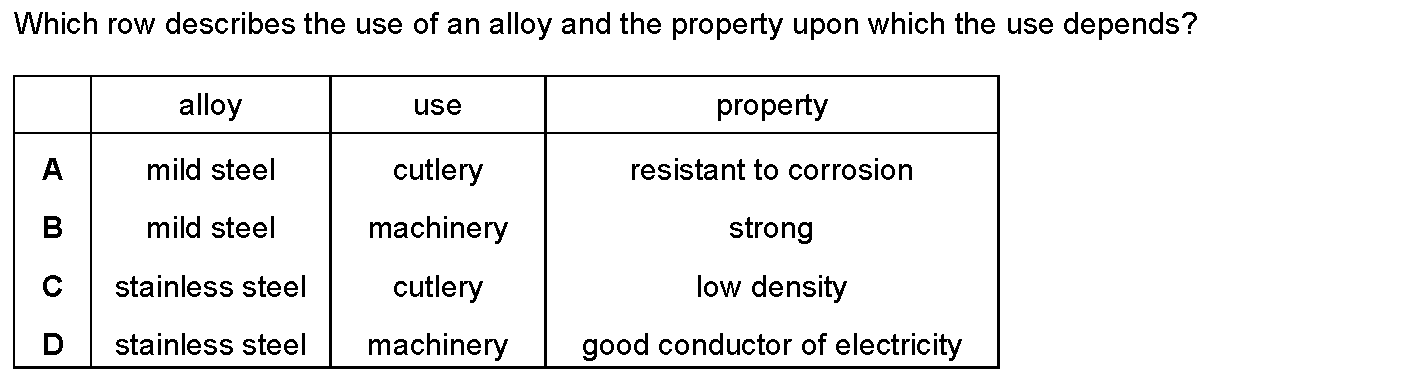 Which row describes the use of an alloy and the property upon which the use depends?
alloy use property
A mild steel cutlery resistant to corrosion
B mild steel machinery strong
C stainless steel cutlery low density
D stainless steel machinery good conductor of electricity